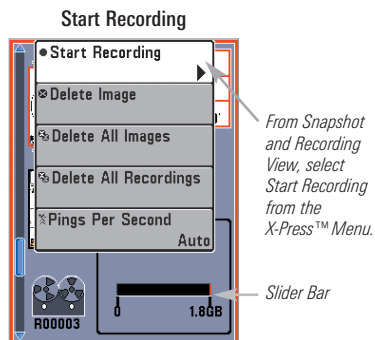 Start Recording
Start Recording
Delete Image
Delete All Images
Delete All Recordings
Pings Per Second
Auto
From Snapshot
and Recording
View, select
Start Recording
from the
X-Press™ Menu.
Slider Bar
R00003
0
1.8GB